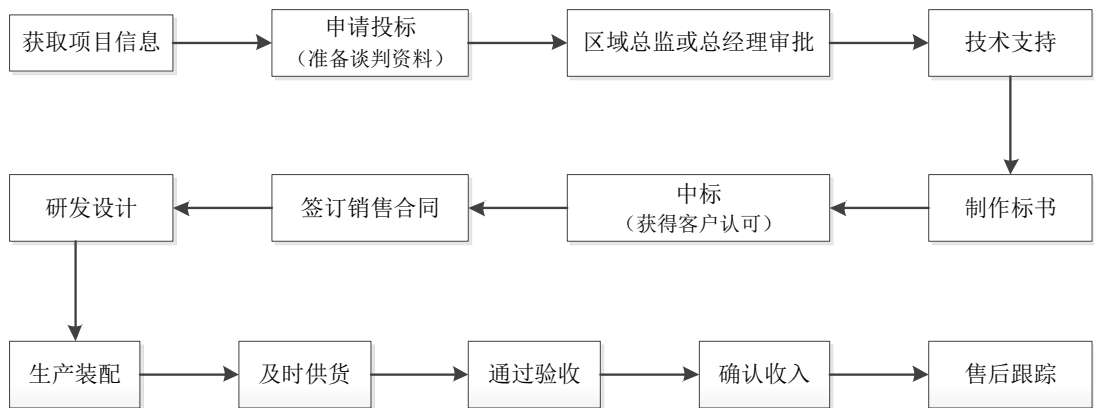 获取项目信息
申请投标
（准备谈判资料）
区域总监或总经理审批
技术支持
研发设计
签订销售合同
中标
（获得客户认可）
制作标书
生产装配
及时供货
通过验收
确认收入
售后跟踪